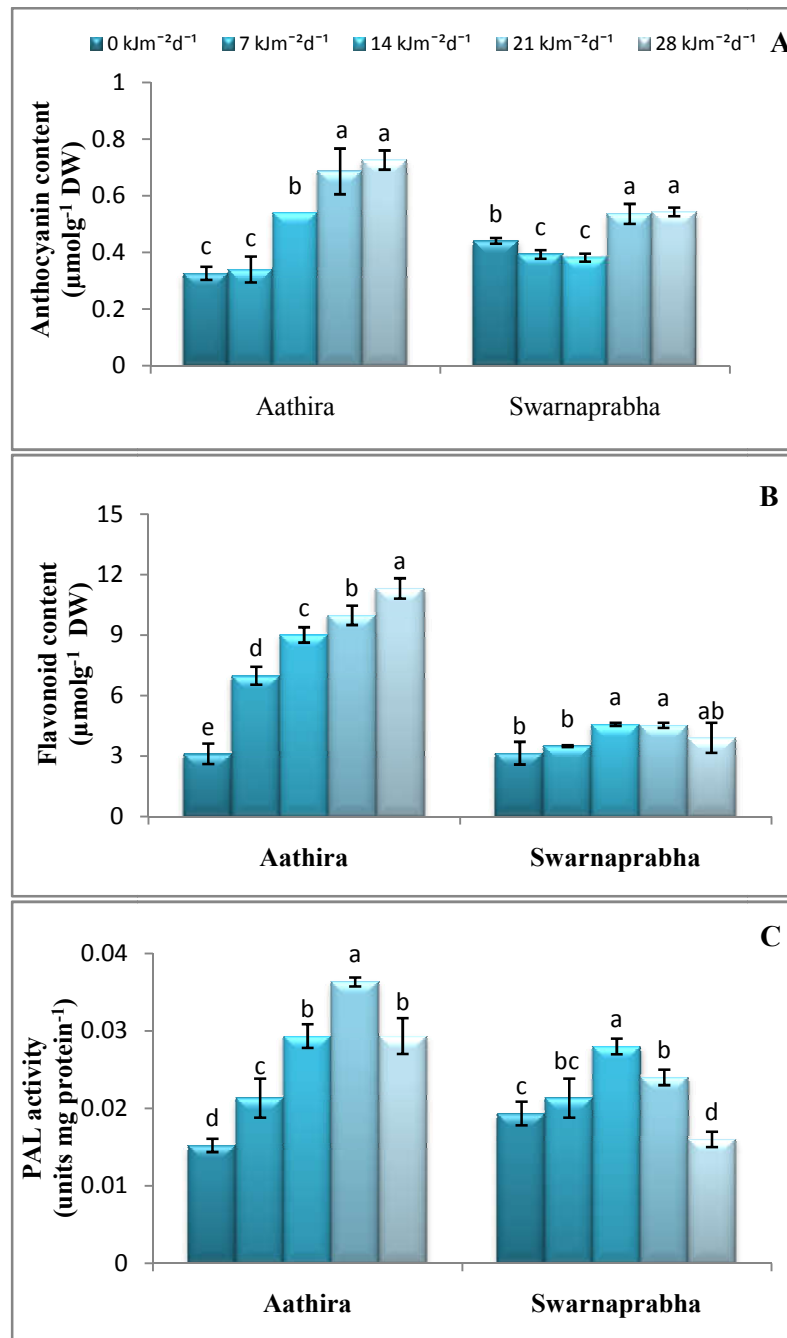 0 kJm⁻²d⁻¹ 7 kJm⁻²d⁻¹ 14 kJm⁻²d⁻¹ 21 kJm⁻²d⁻¹ 28 kJm⁻²d⁻¹ A
Anthocyanin content
(µmolg⁻¹ DW)
1
0.8
0.6
0.4
0.2
0
c c b a a
b c c a a
Aathira Swarnaprabha
B
Flavonoid content
(µmolg⁻¹ DW)
15
12
9
6
3
0
e d c b a
b b a a ab
Aathira Swarnaprabha
C
PAL activity
(units mg protein⁻¹)
0.04
0.03
0.02
0.01
0
d c b a b
c bc a b d
Aathira Swarnaprabha